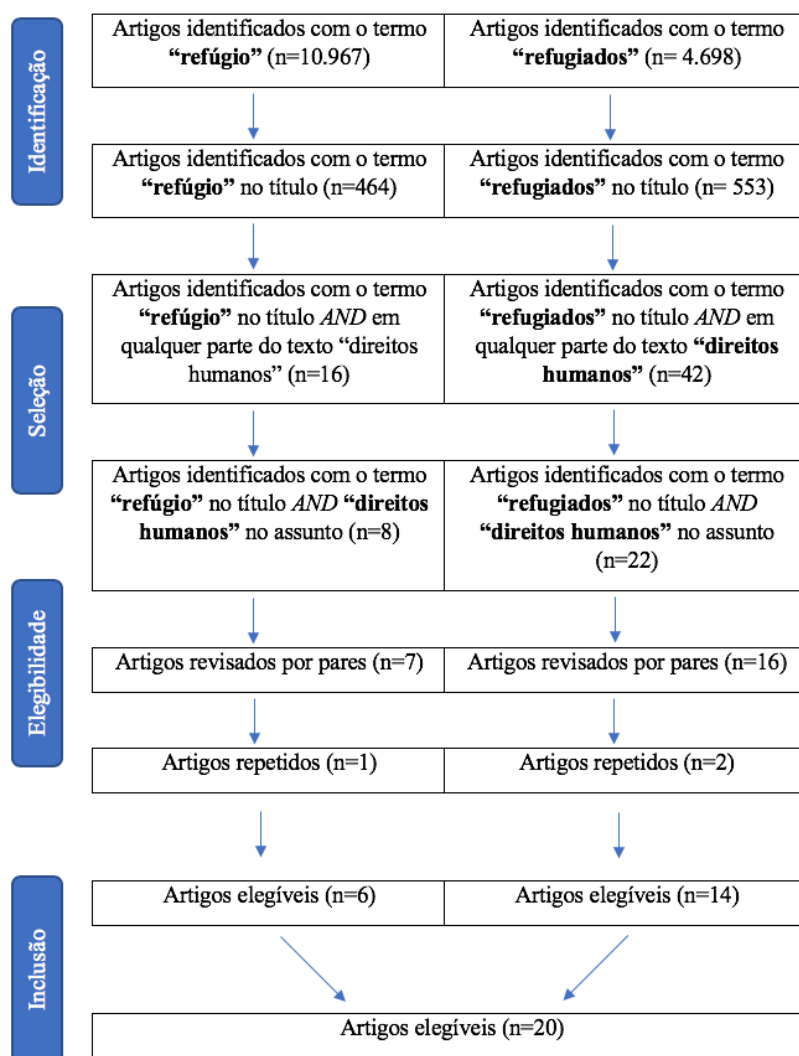 Identificação
Artigos identificados com o termo
“refúgio” (n=10.967)
Artigos identificados com o termo
“refugiados” (n= 4.698)
Artigos identificados com o termo
“refúgio” no título (n=464)
Artigos identificados com o termo
“refugiados” no título (n= 553)
Seleção
Artigos identificados com o termo
“refúgio” no título AND em
qualquer parte do texto “direitos
humanos” (n=16)
Artigos identificados com o termo
“refugiados” no título AND em
qualquer parte do texto “direitos
humanos” (n=42)
Artigos identificados com o termo
“refúgio” no título AND “direitos
humanos” no assunto (n=8)
Artigos identificados com o termo
“refugiados” no título AND
“direitos humanos” no assunto
(n=22)
Elegibilidade
Artigos revisados por pares (n=7)
Artigos revisados por pares (n=16)
Artigos repetidos (n=1)
Artigos repetidos (n=2)
Inclusão
Artigos elegíveis (n=6)
Artigos elegíveis (n=14)
Artigos elegíveis (n=20)